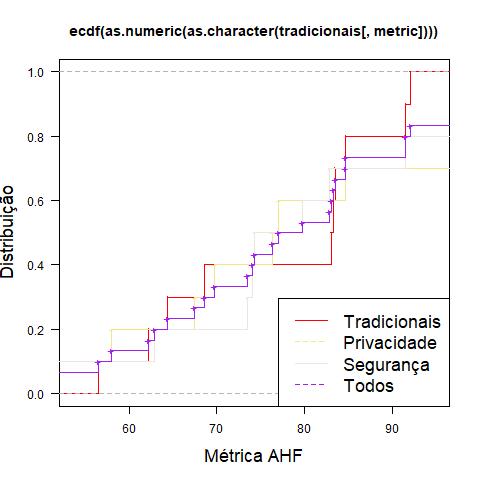 ecdf(as.numeric(as.character(tradicionais[, metric])))
1.0
0.8
0.6
0.4
0.2
0.0
Distribuição
60
70
80
90
Métrica AHF
Tradicionais
Privacidade
Segurança
Todos